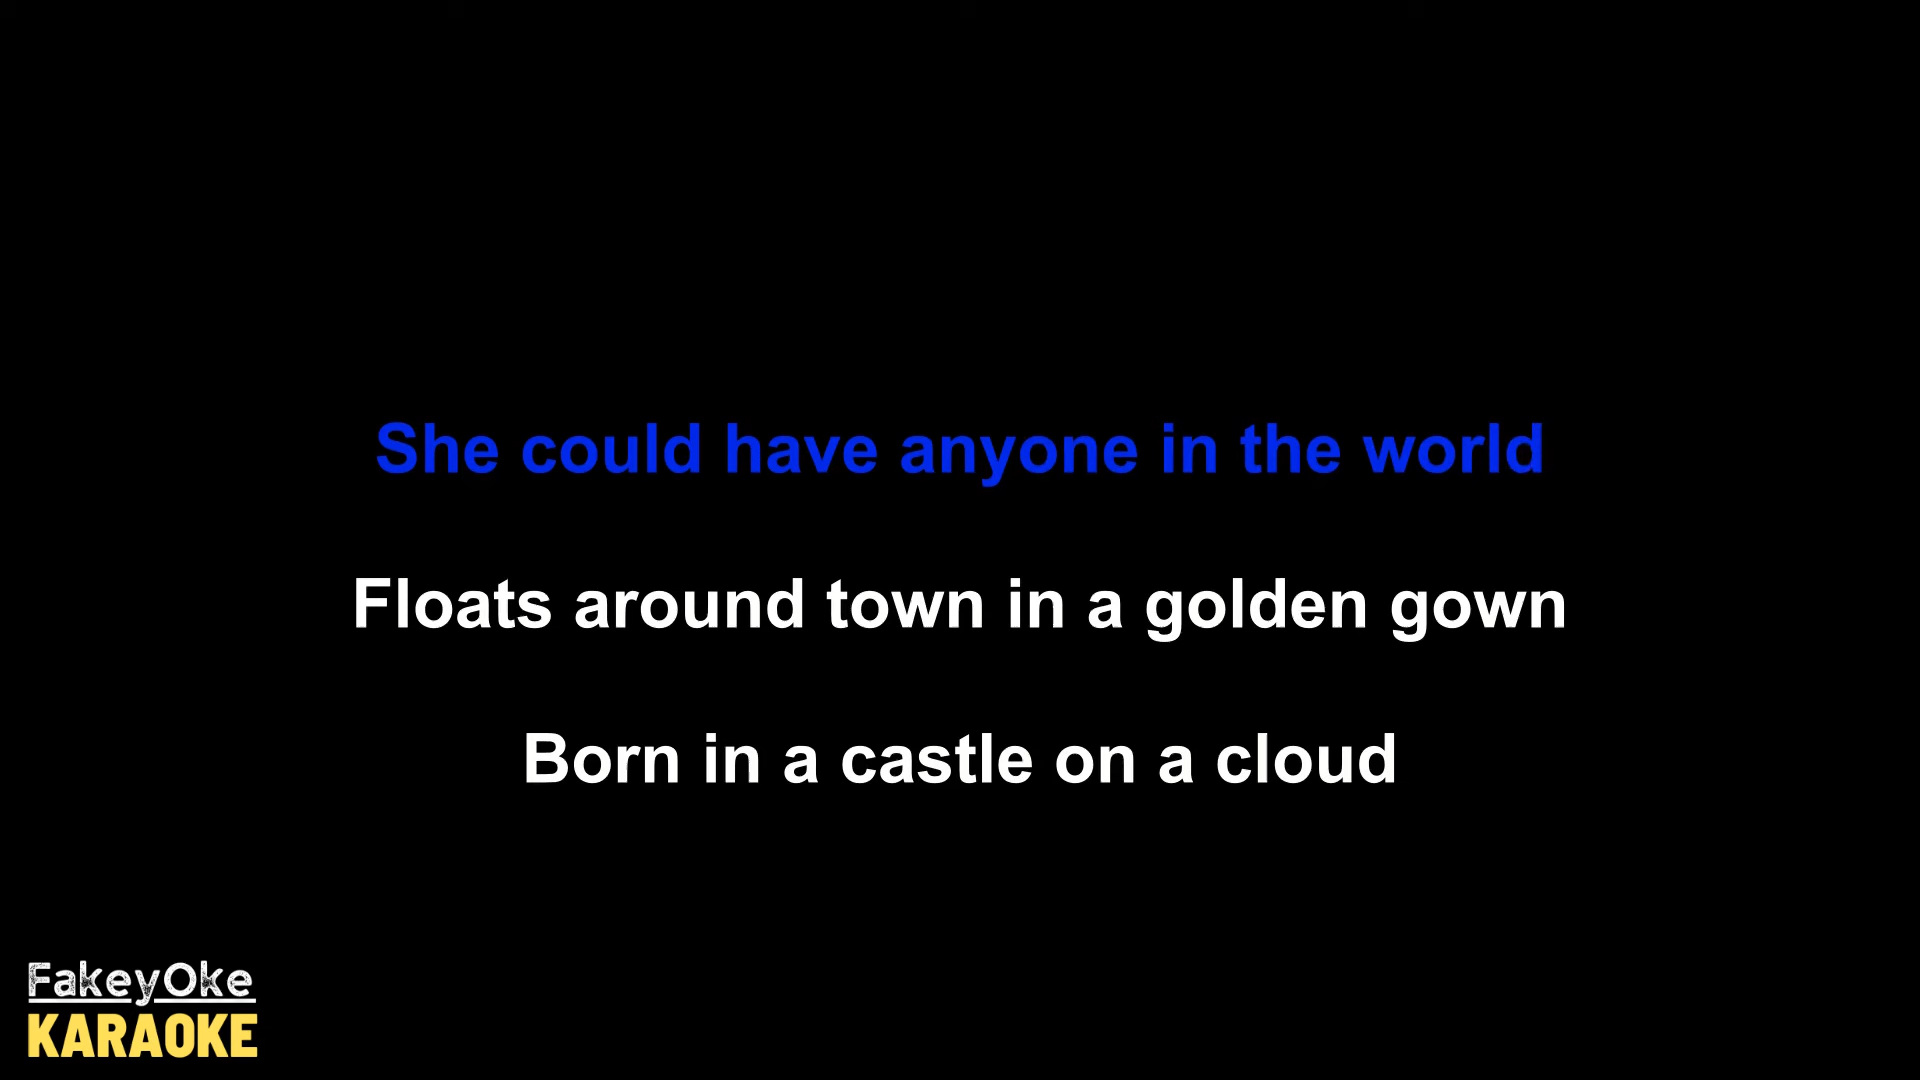 She could have anyone in the world
Floats around town in a golden gown
Born in a castle on a cloud
FakeyOke
KARAOKE